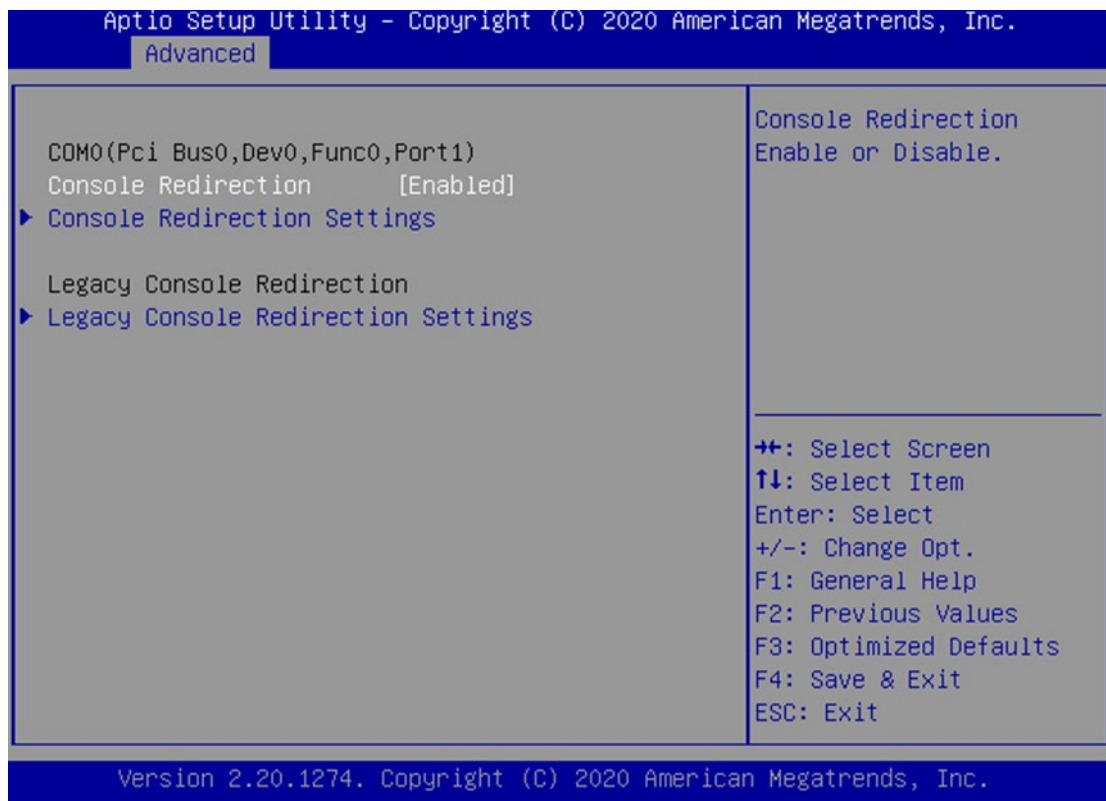 Aptio Setup Utility – Copyright (C) 2020 American Megatrends, Inc.
Advanced
COM0(Pci Bus0,Dev0,Func0,Port1)
Console Redirection [Enabled]
Console Redirection Settings
Legacy Console Redirection
Legacy Console Redirection Settings
Console Redirection
Enable or Disable.
→←: Select Screen
↑↓: Select Item
Enter: Select
+/-: Change Opt.
F1: General Help
F2: Previous Values
F3: Optimized Defaults
F4: Save & Exit
ESC: Exit
Version 2.20.1274. Copyright (C) 2020 American Megatrends, Inc.